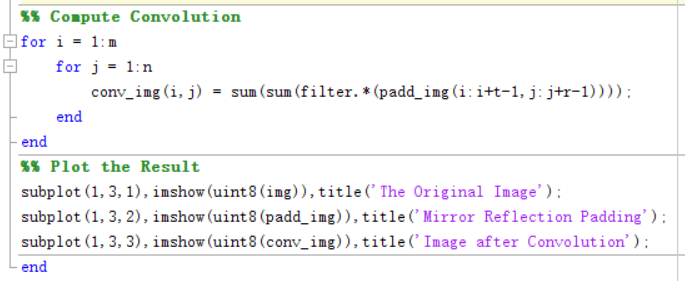 %% Compute Convolution
for i = 1:m
for j = 1:n
conv_img(i,j) = sum(sum(filter.*(padd_img(i:i+t-1,j:j+r-1))));
end
end
%% Plot the Result
subplot(1,3,1),imshow(uint8(img)),title('The Original Image');
subplot(1,3,2),imshow(uint8(padd_img)),title('Mirror Reflection Padding');
subplot(1,3,3),imshow(uint8(conv_img)),title('Image after Convolution');
end